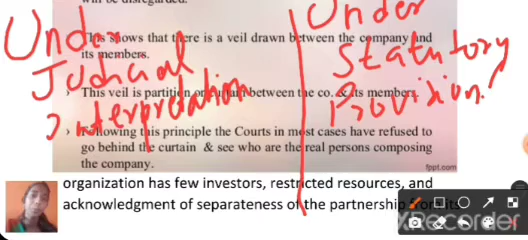 will be disregarded.
This shows that there is a veil drawn between the company and
its members.
This veil is partition or curtain between the co. & its members.
Following this principle the Courts in most cases have refused to
go behind the curtain & see who are the real persons composing
the company.
fppt.com
organization has few investors, restricted resources, and
acknowledgment of separateness of the partnership from its
Under
Judicial
Interpretation
Under
Statutory
Provision.
XRecorder